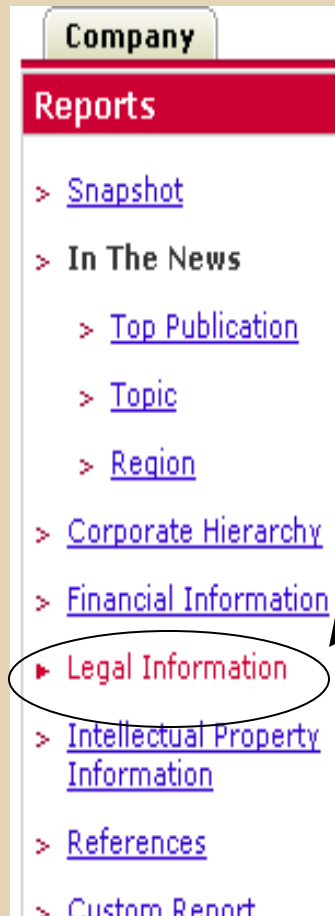 Company
Reports
> Snapshot
> In The News
> Top Publication
> Topic
> Region
> Corporate Hierarchy
> Financial Information
Legal Information
> Intellectual Property
Information
> References
> Custom Report